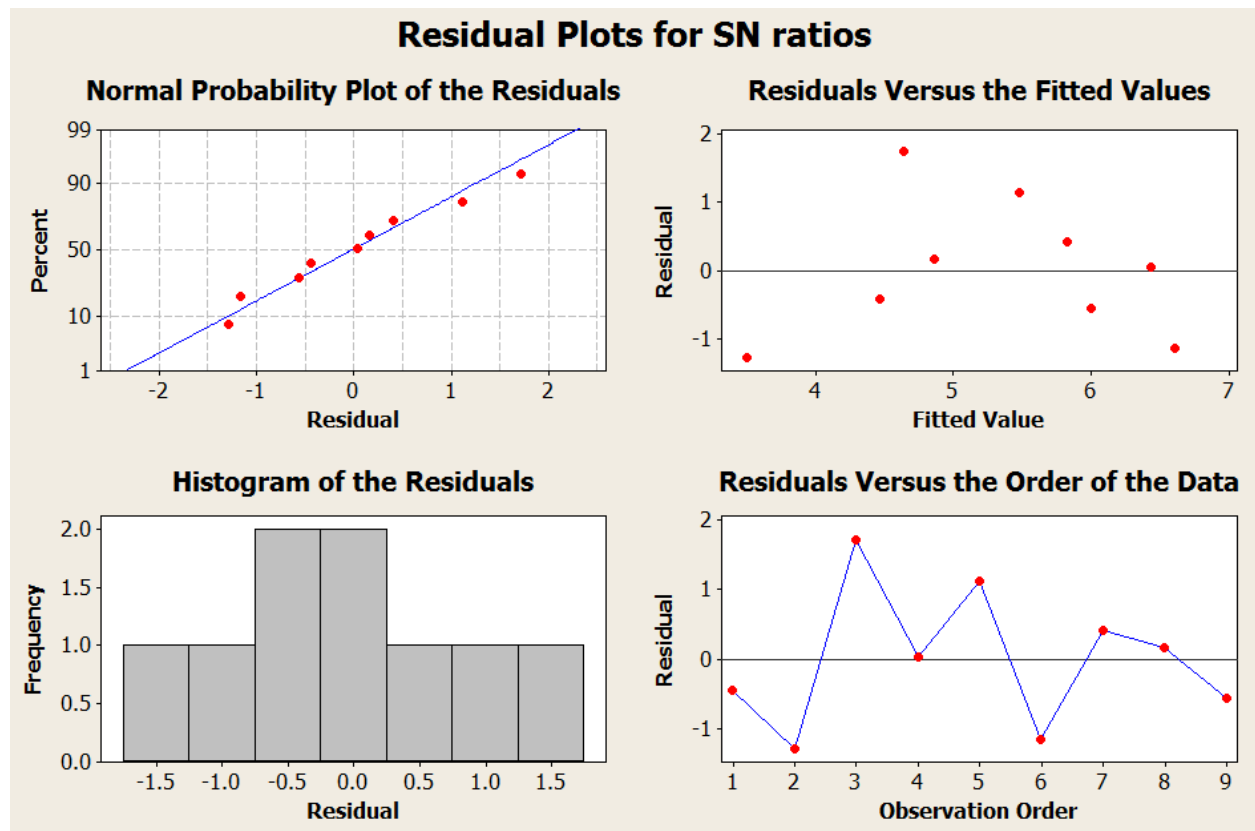 Residual Plots for SN ratios
Normal Probability Plot of the Residuals
99
90
50
10
1
Percent
-2 -1 0 1 2
Residual
Residuals Versus the Fitted Values
2
1
0
-1
Residual
4 5 6 7
Fitted Value
Histogram of the Residuals
2.0
1.5
1.0
0.5
0.0
Frequency
-1.5 -1.0 -0.5 0.0 0.5 1.0 1.5
Residual
Residuals Versus the Order of the Data
2
1
0
-1
Residual
1 2 3 4 5 6 7 8 9
Observation Order